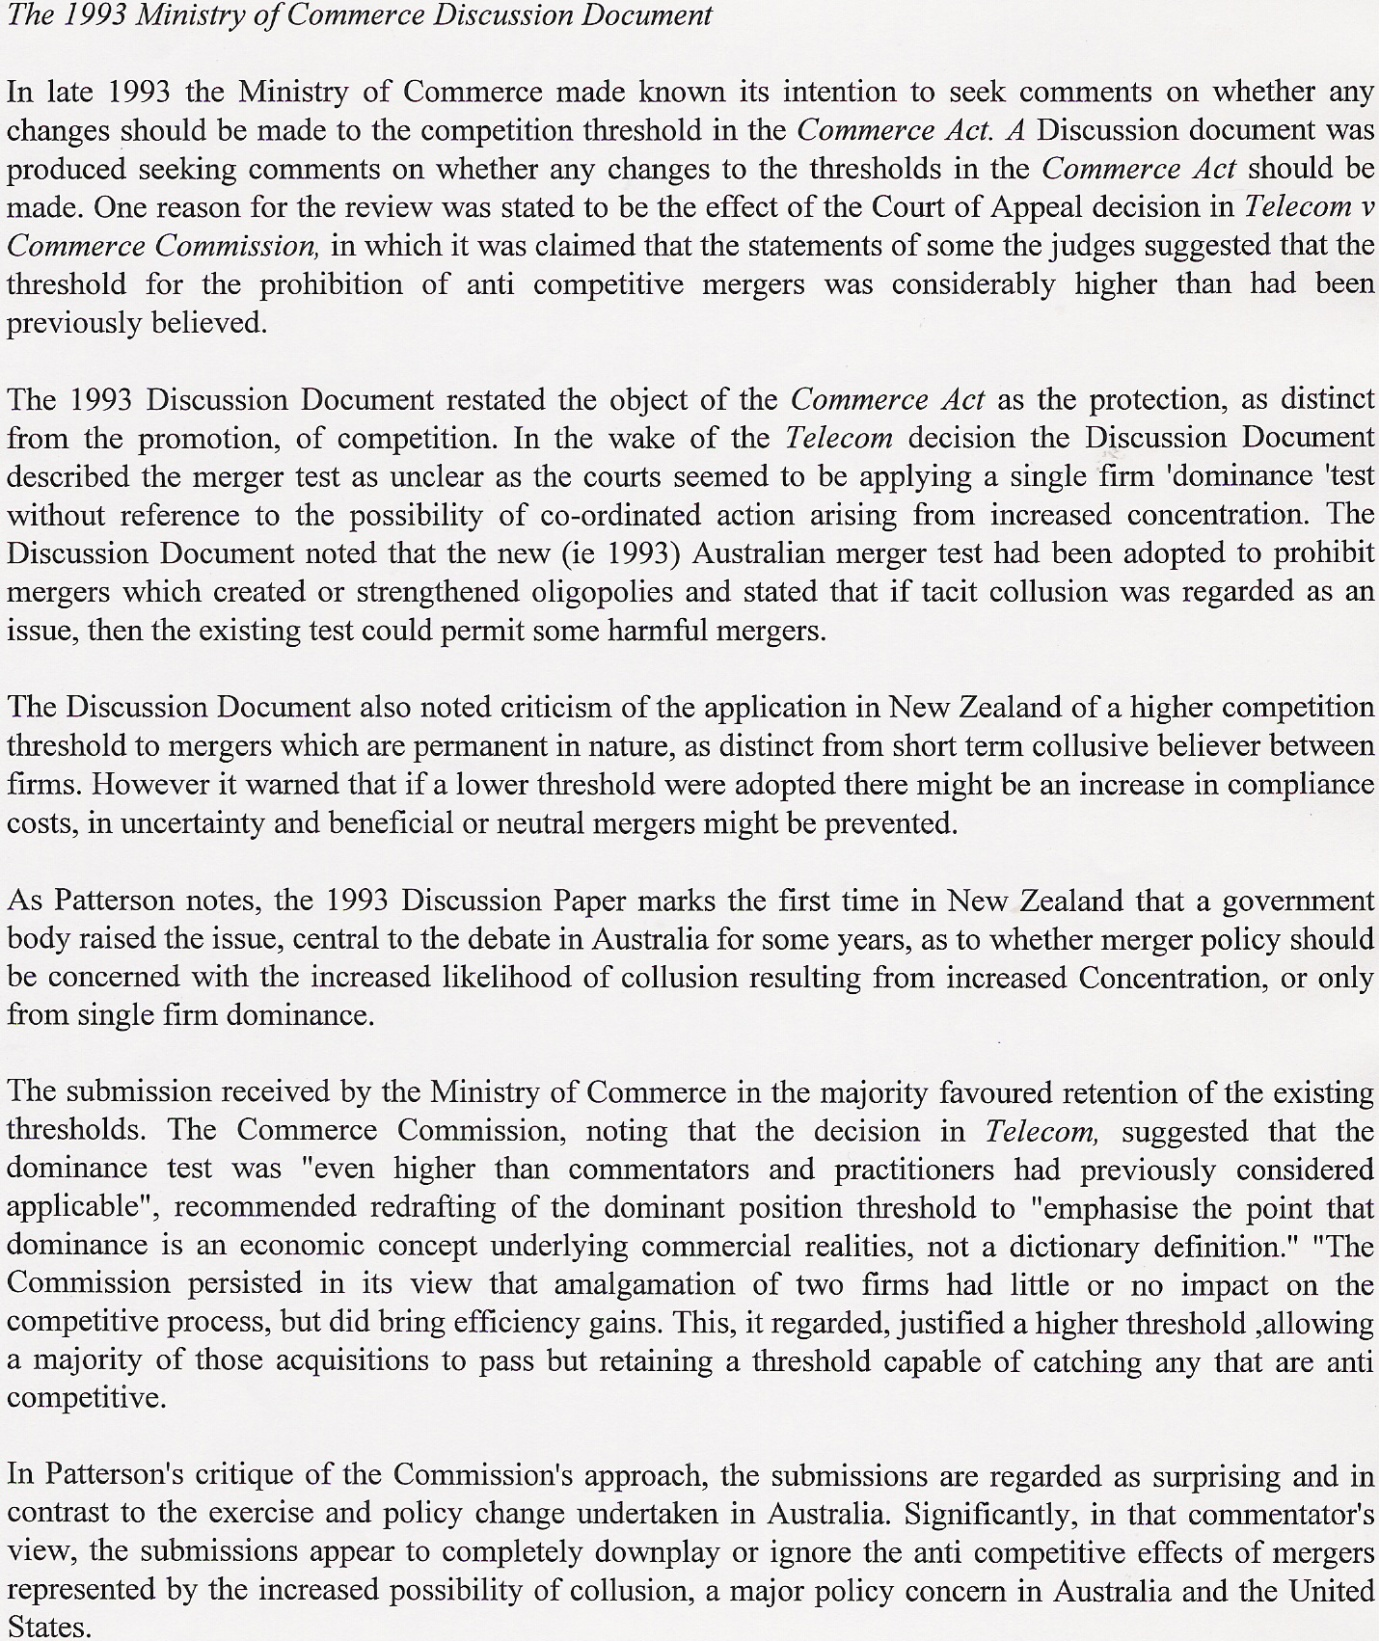 The 1993 Ministry of Commerce Discussion Document
In late 1993 the Ministry of Commerce made known its intention to seek comments on whether any
changes should be made to the competition threshold in the Commerce Act. A Discussion document was
produced seeking comments on whether any changes to the thresholds in the Commerce Act should be
made. One reason for the review was stated to be the effect of the Court of Appeal decision in Telecom v
Commerce Commission, in which it was claimed that the statements of some the judges suggested that the
threshold for the prohibition of anti competitive mergers was considerably higher than had been
previously believed.
The 1993 Discussion Document restated the object of the Commerce Act as the protection, as distinct
from the promotion, of competition. In the wake of the Telecom decision the Discussion Document
described the merger test as unclear as the courts seemed to be applying a single firm 'dominance 'test
without reference to the possibility of co-ordinated action arising from increased concentration. The
Discussion Document noted that the new (ie 1993) Australian merger test had been adopted to prohibit
mergers which created or strengthened oligopolies and stated that if tacit collusion was regarded as an
issue, then the existing test could permit some harmful mergers.
The Discussion Document also noted criticism of the application in New Zealand of a higher competition
threshold to mergers which are permanent in nature, as distinct from short term collusive believer between
firms. However it warned that if a lower threshold were adopted there might be an increase in compliance
costs, in uncertainty and beneficial or neutral mergers might be prevented.
As Patterson notes, the 1993 Discussion Paper marks the first time in New Zealand that a government
body raised the issue, central to the debate in Australia for some years, as to whether merger policy should
be concerned with the increased likelihood of collusion resulting from increased Concentration, or only
from single firm dominance.
The submission received by the Ministry of Commerce in the majority favoured retention of the existing
thresholds. The Commerce Commission, noting that the decision in Telecom, suggested that the
dominance test was "even higher than commentators and practitioners had previously considered
applicable", recommended redrafting of the dominant position threshold to "emphasise the point that
dominance is an economic concept underlying commercial realities, not a dictionary definition." "The
Commission persisted in its view that amalgamation of two firms had little or no impact on the
competitive process, but did bring efficiency gains. This, it regarded, justified a higher threshold ,allowing
a majority of those acquisitions to pass but retaining a threshold capable of catching any that are anti
competitive.
In Patterson's critique of the Commission's approach, the submissions are regarded as surprising and in
contrast to the exercise and policy change undertaken in Australia. Significantly, in that commentator's
view, the submissions appear to completely downplay or ignore the anti competitive effects of mergers
represented by the increased possibility of collusion, a major policy concern in Australia and the United
States.